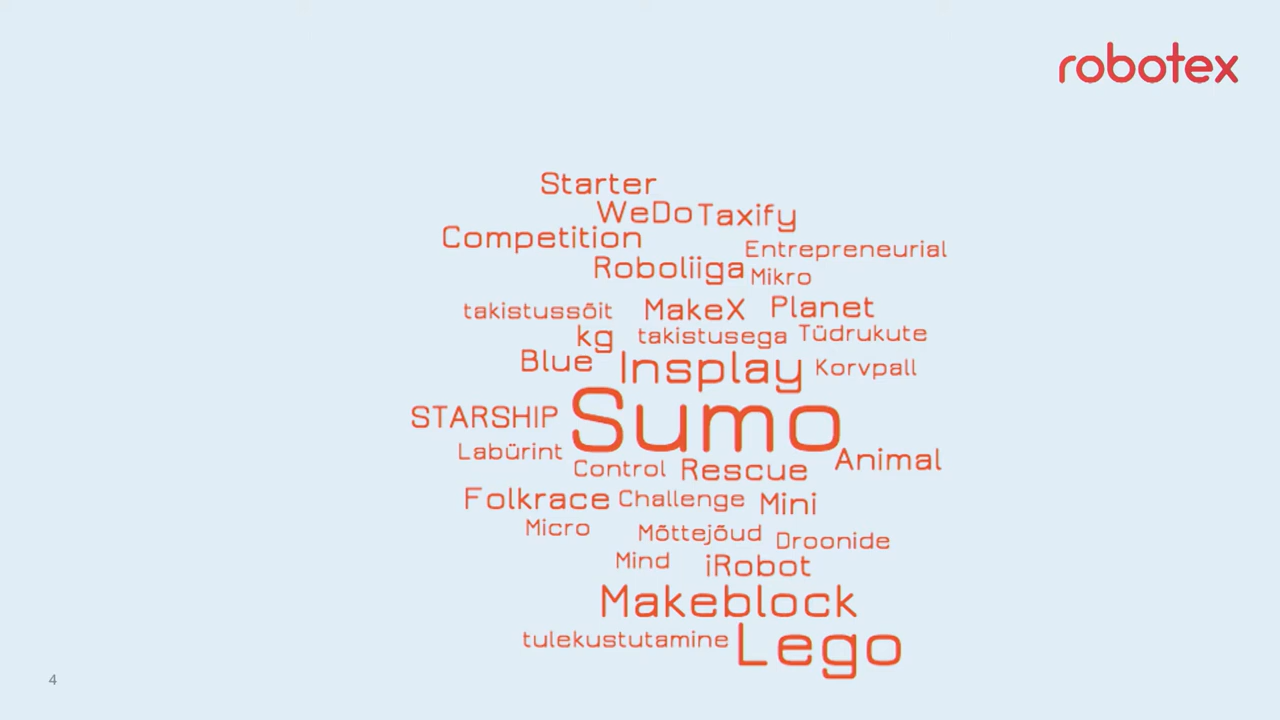 robotex
Starter
WeDo Taxify
Competition
Entrepreneurial
Roboliiga
Mikro
takistussõit MakeX Planet
kg takistusega Tüdrukute
Blue Insplay Korvpall
STARSHIP Sumo
Labürint
Control Rescue Animal
Folkrace Challenge Mini
Micro Mõttejõud Droonide
Mind iRobot
Makeblock
tulekustutamine Lego
4